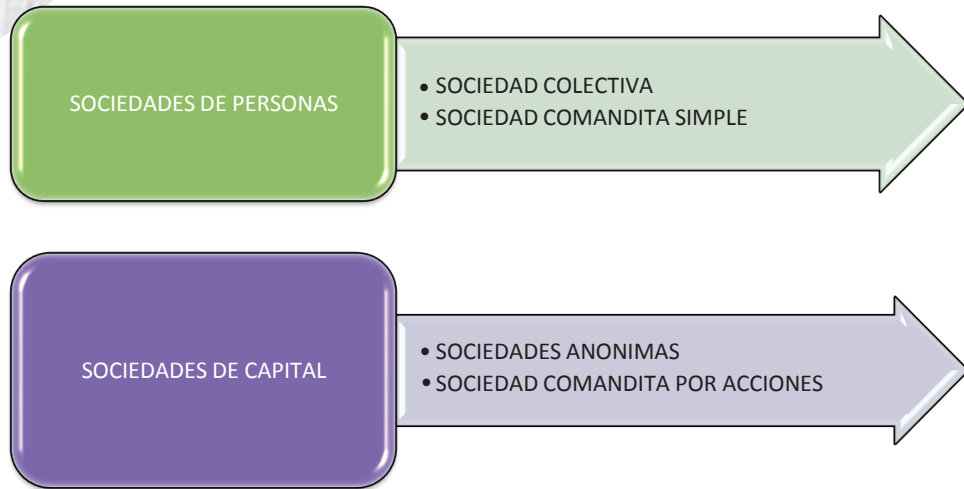 SOCIEDADES DE PERSONAS
• SOCIEDAD COLECTIVA
• SOCIEDAD COMANDITA SIMPLE
SOCIEDADES DE CAPITAL
• SOCIEDADES ANONIMAS
• SOCIEDAD COMANDITA POR ACCIONES